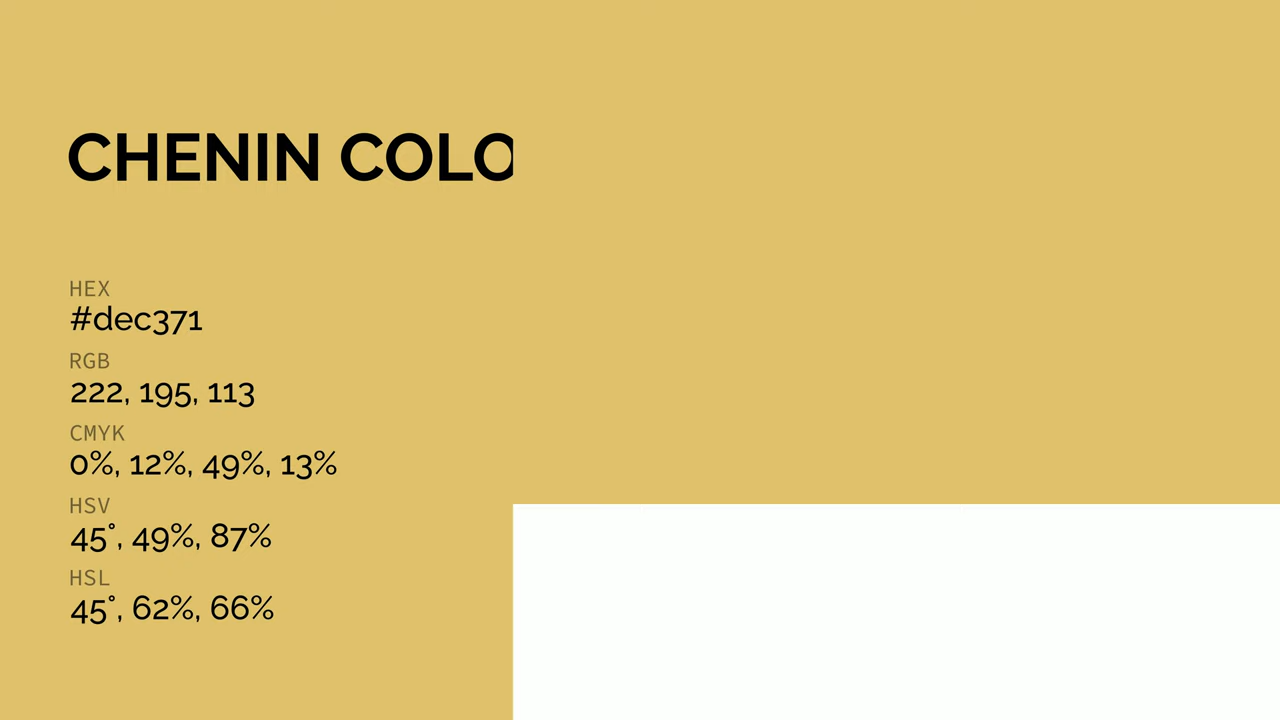 CHENIN COLO
HEX
#dec371
RGB
222, 195, 113
CMYK
0%, 12%, 49%, 13%
HSV
45°, 49%, 87%
HSL
45°, 62%, 66%